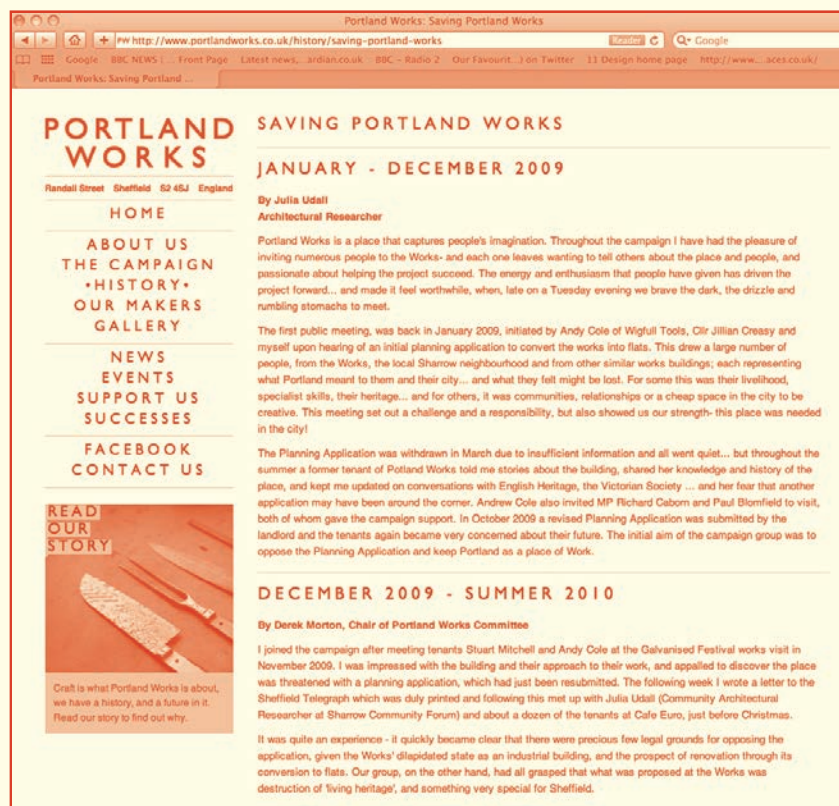 Portland Works: Saving Portland Works
PW http://www.portlandworks.co.uk/history/saving-portland-works
Reader
Google
Google BBC NEWS | ... Front Page Latest news,...ardian.co.uk BBC - Radio 2 Our Favourit...) on Twitter 11 Design home page http://www....aces.co.uk/
Portland Works: Saving Portland ...
PORTLAND
WORKS
Randall Street Sheffield S2 4SJ England
HOME
ABOUT US
THE CAMPAIGN
•HISTORY•
OUR MAKERS
GALLERY
NEWS
EVENTS
SUPPORT US
SUCCESSES
FACEBOOK
CONTACT US
READ
OUR
STORY
Craft is what Portland Works is about,
we have a history, and a future in it.
Read our story to find out why.
SAVING PORTLAND WORKS
JANUARY - DECEMBER 2009
By Julia Udall
Architectural Researcher
Portland Works is a place that captures people's imagination. Throughout the campaign I have had the pleasure of
inviting numerous people to the Works- and each one leaves wanting to tell others about the place and people, and
passionate about helping the project succeed. The energy and enthusiasm that people have given has driven the
project forward... and made it feel worthwhile, when, late on a Tuesday evening we brave the dark, the drizzle and
rumbling stomachs to meet.
The first public meeting, was back in January 2009, initiated by Andy Cole of Wigfull Tools, Cllr Jillian Creasy and
myself upon hearing of an initial planning application to convert the works into flats. This drew a large number of
people, from the Works, the local Sharrow neighbourhood and from other similar works buildings; each representing
what Portland meant to them and their city... and what they felt might be lost. For some this was their livelihood,
specialist skills, their heritage... and for others, it was communities, relationships or a cheap space in the city to be
creative. This meeting set out a challenge and a responsibility, but also showed us our strength- this place was needed
in the city!
The Planning Application was withdrawn in March due to insufficient information and all went quiet... but throughout the
summer a former tenant of Potland Works told me stories about the building, shared her knowledge and history of the
place, and kept me updated on conversations with English Heritage, the Victorian Society ... and her fear that another
application may have been around the corner. Andrew Cole also invited MP Richard Caborn and Paul Blomfield to visit,
both of whom gave the campaign support. In October 2009 a revised Planning Application was submitted by the
landlord and the tenants again became very concerned about their future. The initial aim of the campaign group was to
oppose the Planning Application and keep Portland as a place of Work.
DECEMBER 2009 - SUMMER 2010
By Derek Morton, Chair of Portland Works Committee
I joined the campaign after meeting tenants Stuart Mitchell and Andy Cole at the Galvanised Festival works visit in
November 2009. I was impressed with the building and their approach to their work, and appalled to discover the place
was threatened with a planning application, which had just been resubmitted. The following week I wrote a letter to the
Sheffield Telegraph which was duly printed and following this met up with Julia Udall (Community Architectural
Researcher at Sharrow Community Forum) and about a dozen of the tenants at Cafe Euro, just before Christmas.
It was quite an experience - it quickly became clear that there were precious few legal grounds for opposing the
application, given the Works' dilapidated state as an industrial building, and the prospect of renovation through its
conversion to flats. Our group, on the other hand, had all grasped that what was proposed at the Works was
destruction of 'living heritage', and something very special for Sheffield.